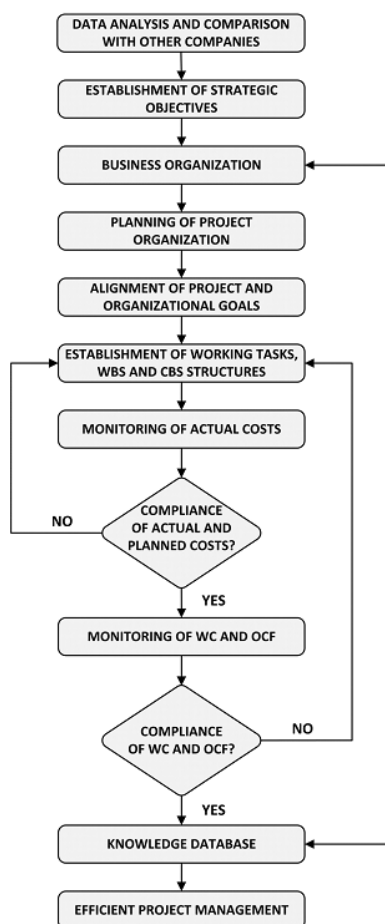 DATA ANALYSIS AND COMPARISON
WITH OTHER COMPANIES
ESTABLISHMENT OF STRATEGIC
OBJECTIVES
BUSINESS ORGANIZATION
PLANNING OF PROJECT
ORGANIZATION
ALIGNMENT OF PROJECT AND
ORGANIZATIONAL GOALS
ESTABLISHMENT OF WORKING TASKS,
WBS AND CBS STRUCTURES
MONITORING OF ACTUAL COSTS
COMPLIANCE
OF ACTUAL AND
PLANNED COSTS?
NO
YES
MONITORING OF WC AND OCF
COMPLIANCE
OF WC AND OCF?
NO
YES
KNOWLEDGE DATABASE
EFFICIENT PROJECT MANAGEMENT